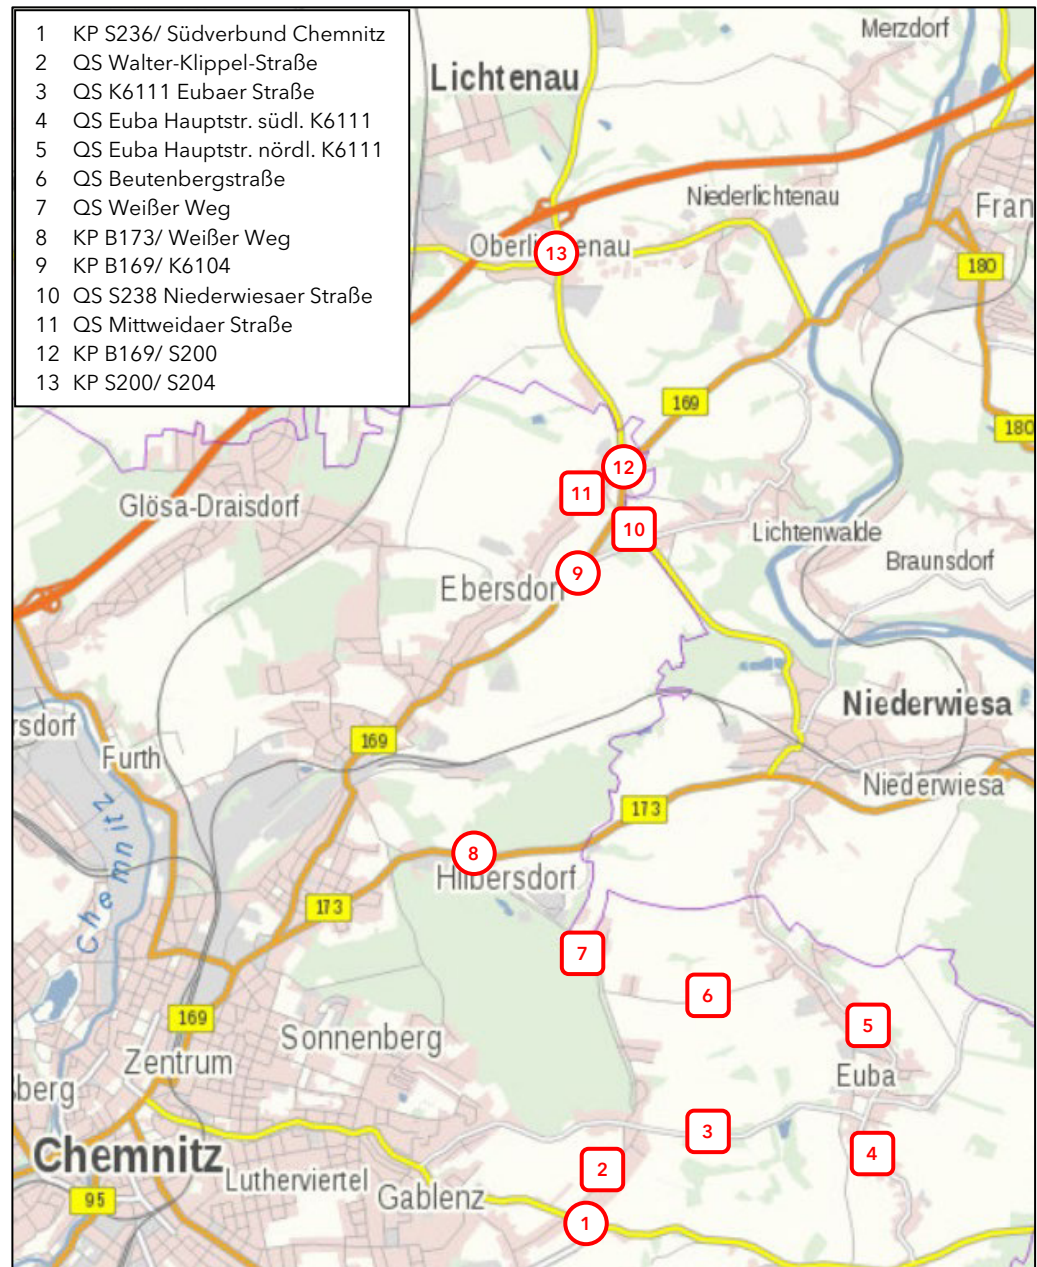 1 KP S236/ Südverbund Chemnitz
2 QS Walter-Klippel-Straße
3 QS K6111 Eubaer Straße
4 QS Euba Hauptstr. südl. K6111
5 QS Euba Hauptstr. nördl. K6111
6 QS Beutenbergstraße
7 QS Weißer Weg
8 KP B173/ Weißer Weg
9 KP B169/ K6104
10 QS S238 Niederwiesaer Straße
11 QS Mittweidaer Straße
12 KP B169/ S200
13 KP S200/ S204
Merzdorf
Lichtenau
Niederlichtenau
Fran
13
180
169
180
12
11
Glösa-Draisdorf
10
Lichtenwalde
Braunsdorf
9
Ebersdorf
Niederwiesa
rsdorf
169
Furth
Niederwiesa
173
Chemnitz
8
Hilbersdorf
173
7
6
169
5
Sonnenberg
Zentrum
Euba
berg
3
4
Chemnitz
2
Lutherviertel
95
Gablenz
1